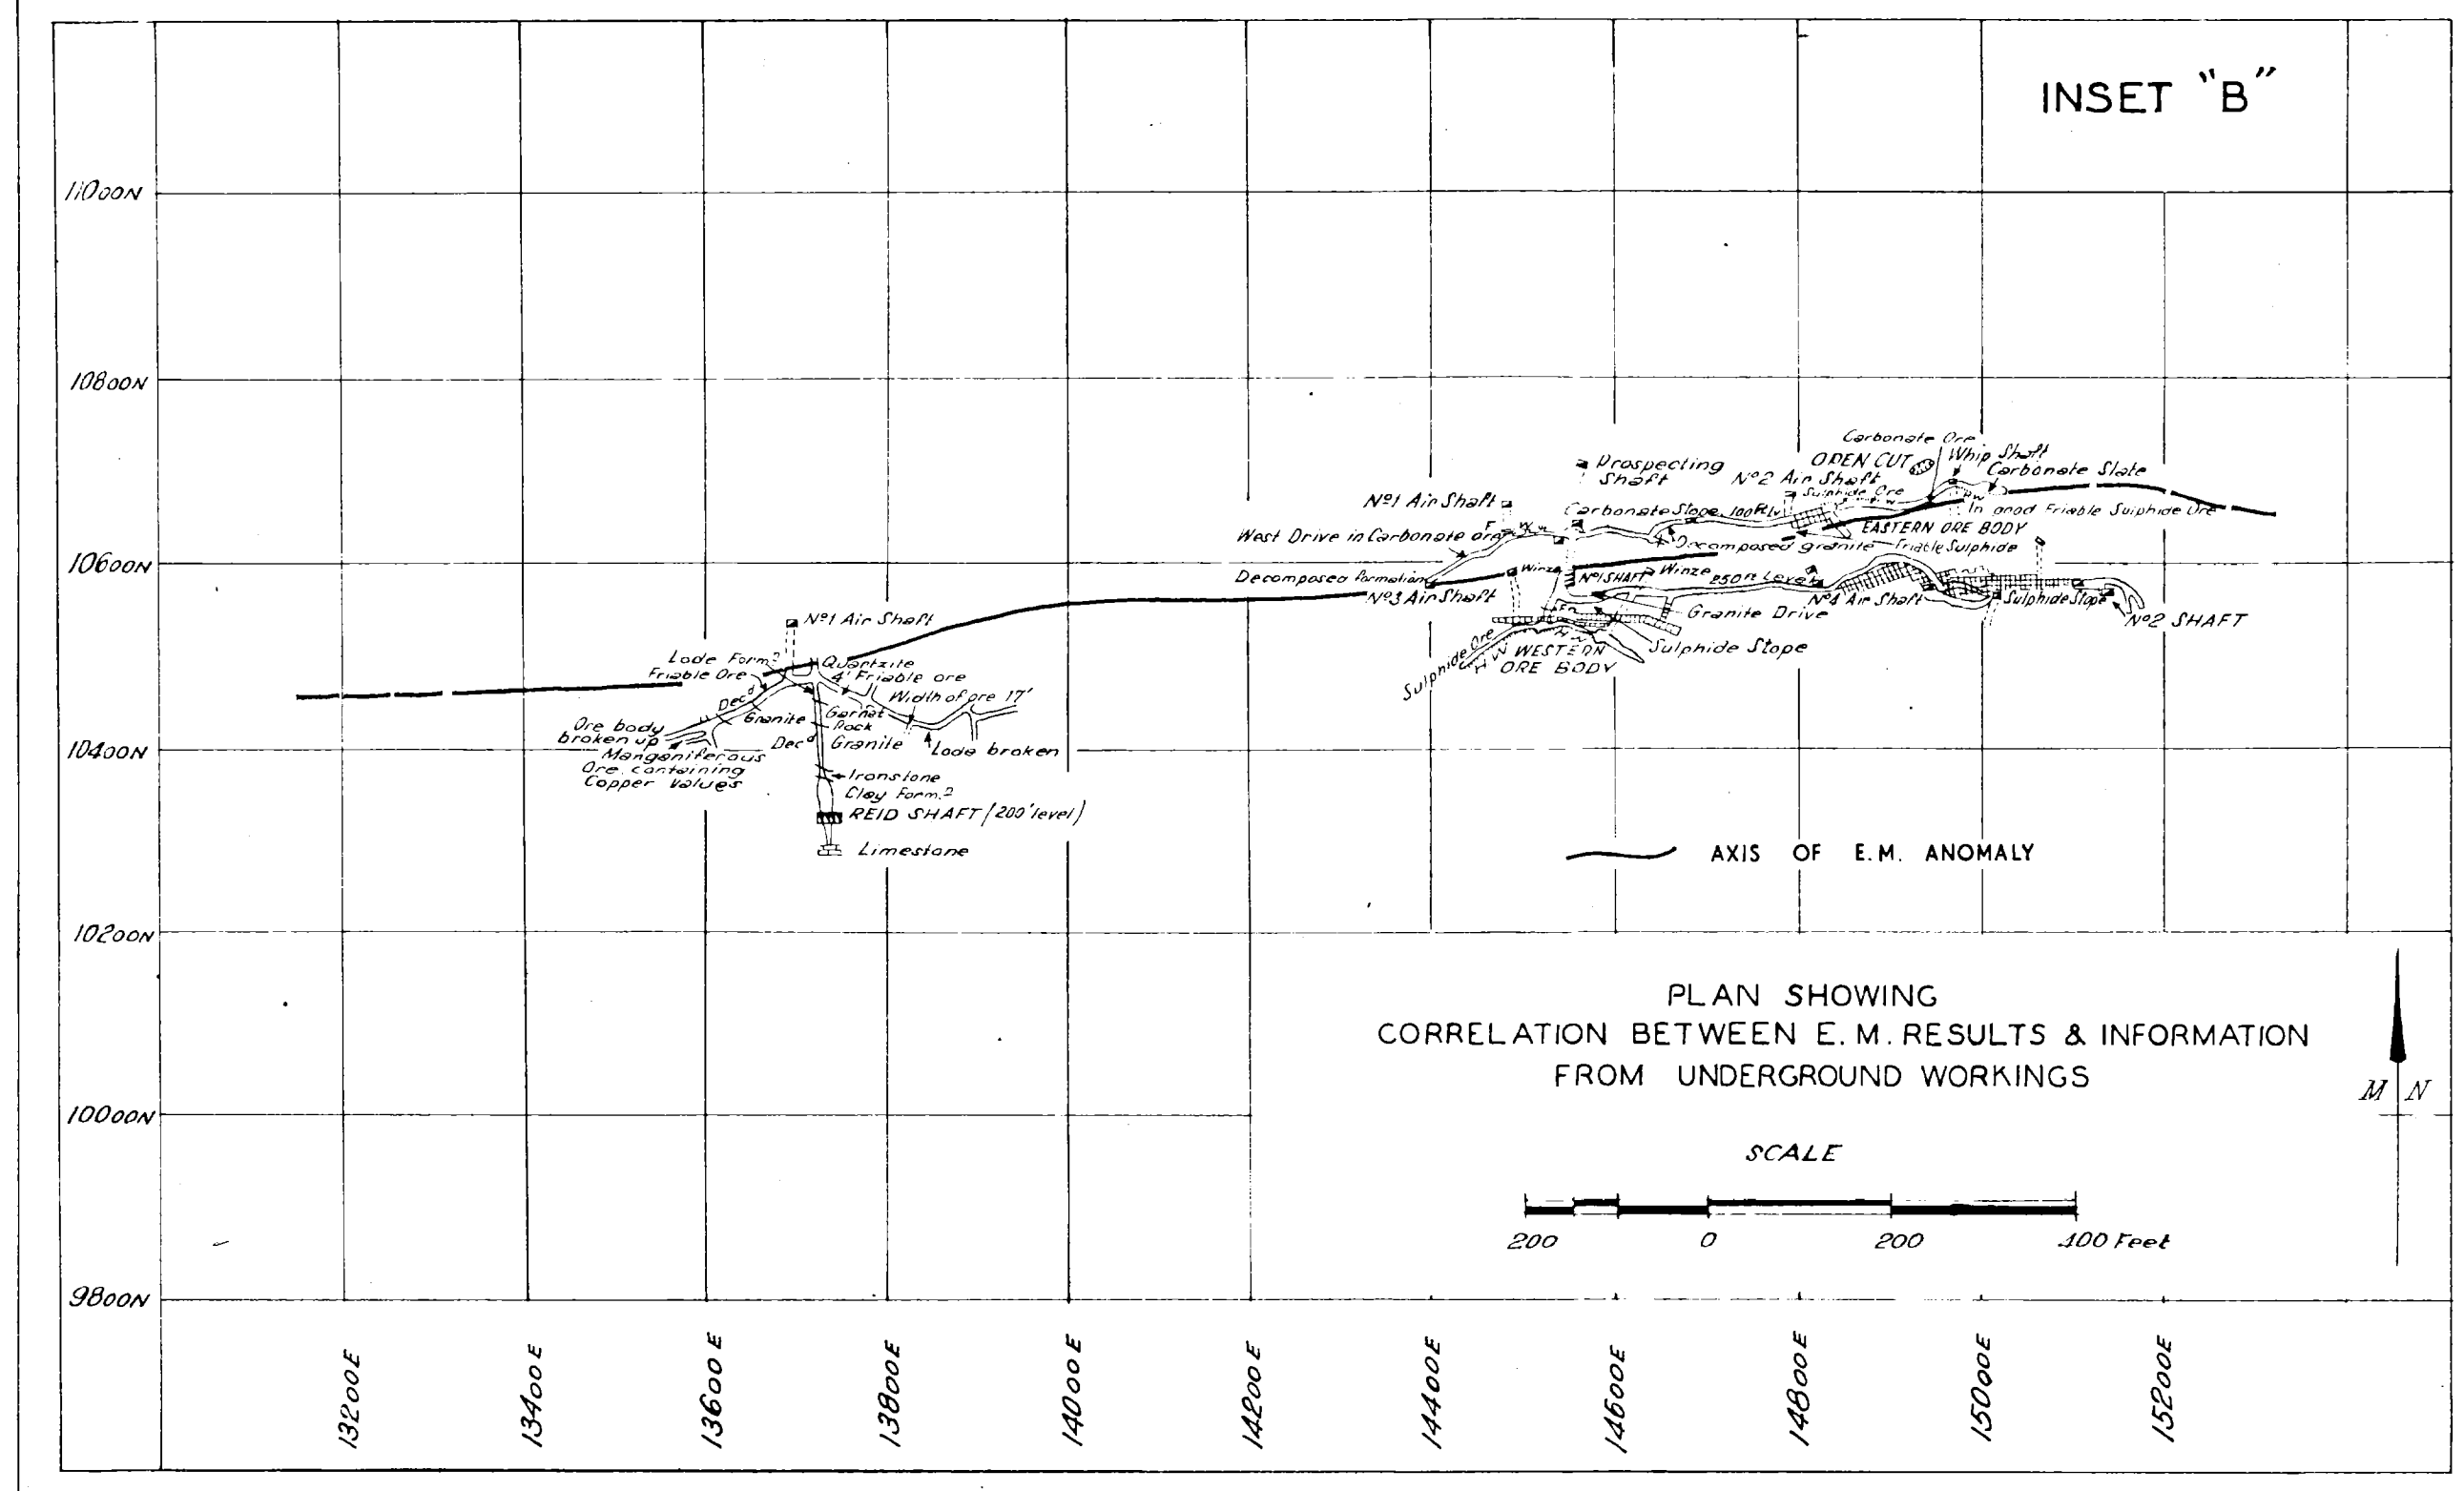 INSET "B"
11000N
10800N
10600N
10400N
10200N
10000N
9800N
Carbonate Ore
Whip Shaft
OPEN CUT
Carbonate Slate
Prospecting
Shaft
Nº2 Air Shaft
Sulphide Ore
Nº1 Air Shaft
Carbonate Slope 100ft lvl
In good Friable Sulphide Ore
EASTERN ORE BODY
West Drive in Carbonate ore
Decomposed granite
Friable Sulphide
Decomposed formation
Winze
Nº1 SHAFT
Winze
250 ft Level
Nº3 Air Shaft
Nº4 Air Shaft
Sulphide Slope
Granite Drive
Nº2 SHAFT
Sulphide Ore
WESTERN
ORE BODY
Sulphide Stope
Nº1 Air Shaft
Lode Form.n
Quartzite
Friable Ore
4' Friable ore
Width of ore 17'
Dec d
Granite
Garnet
Rock
Ore body
broken up
Dec d
Granite
Lode broken
Manganiferous
Ore containing
Copper Values
Ironstone
Clay Form.n
REID SHAFT (200' level)
Limestone
AXIS OF E.M. ANOMALY
PLAN SHOWING
CORRELATION BETWEEN E.M. RESULTS & INFORMATION
FROM UNDERGROUND WORKINGS
M N
SCALE
200 0 200 400 Feet
13200E
13400E
13600E
13800E
14000E
14200E
14400E
14600E
14800E
15000E
15200E